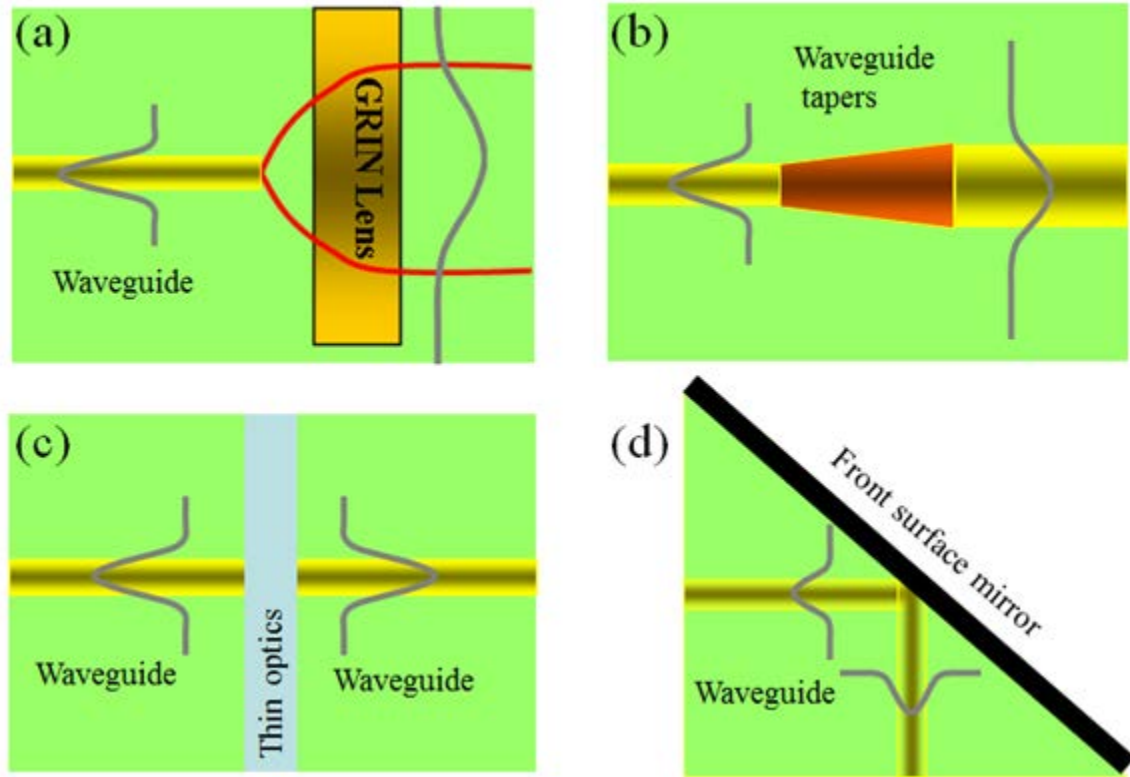 (a)
GRIN Lens
Waveguide
(b)
Waveguide
tapers
(c)
Waveguide
Thin optics
Waveguide
(d)
Front surface mirror
Waveguide